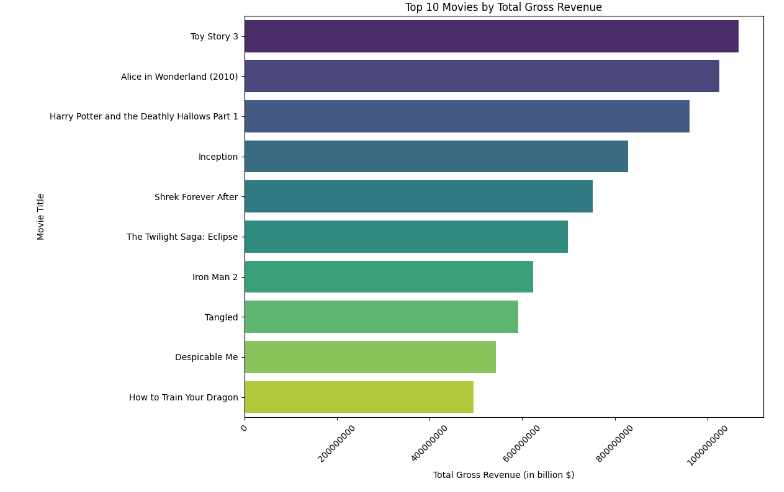 Top 10 Movies by Total Gross Revenue
Toy Story 3
Alice in Wonderland (2010)
Harry Potter and the Deathly Hallows Part 1
Inception
Shrek Forever After
The Twilight Saga: Eclipse
Iron Man 2
Tangled
Despicable Me
How to Train Your Dragon
Movie Title
0
200000000
400000000
600000000
800000000
1000000000
Total Gross Revenue (in billion $)